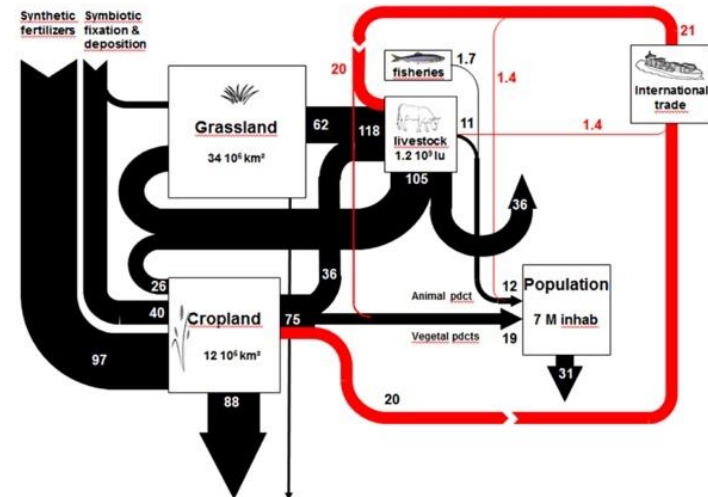 Synthetic
fertilizers
Symbiotic
fixation &
deposition
Grassland
34 10⁶ km²
62
118
20
fisheries
1.7
livestock
1.2 10⁹ lu
11
105
1.4
1.4
21
International
trade
36
36
26
40
97
Cropland
12 10⁶ km²
75
88
Animal pdct
12
Vegetal pdcts
19
Population
7 M inhab
31
20